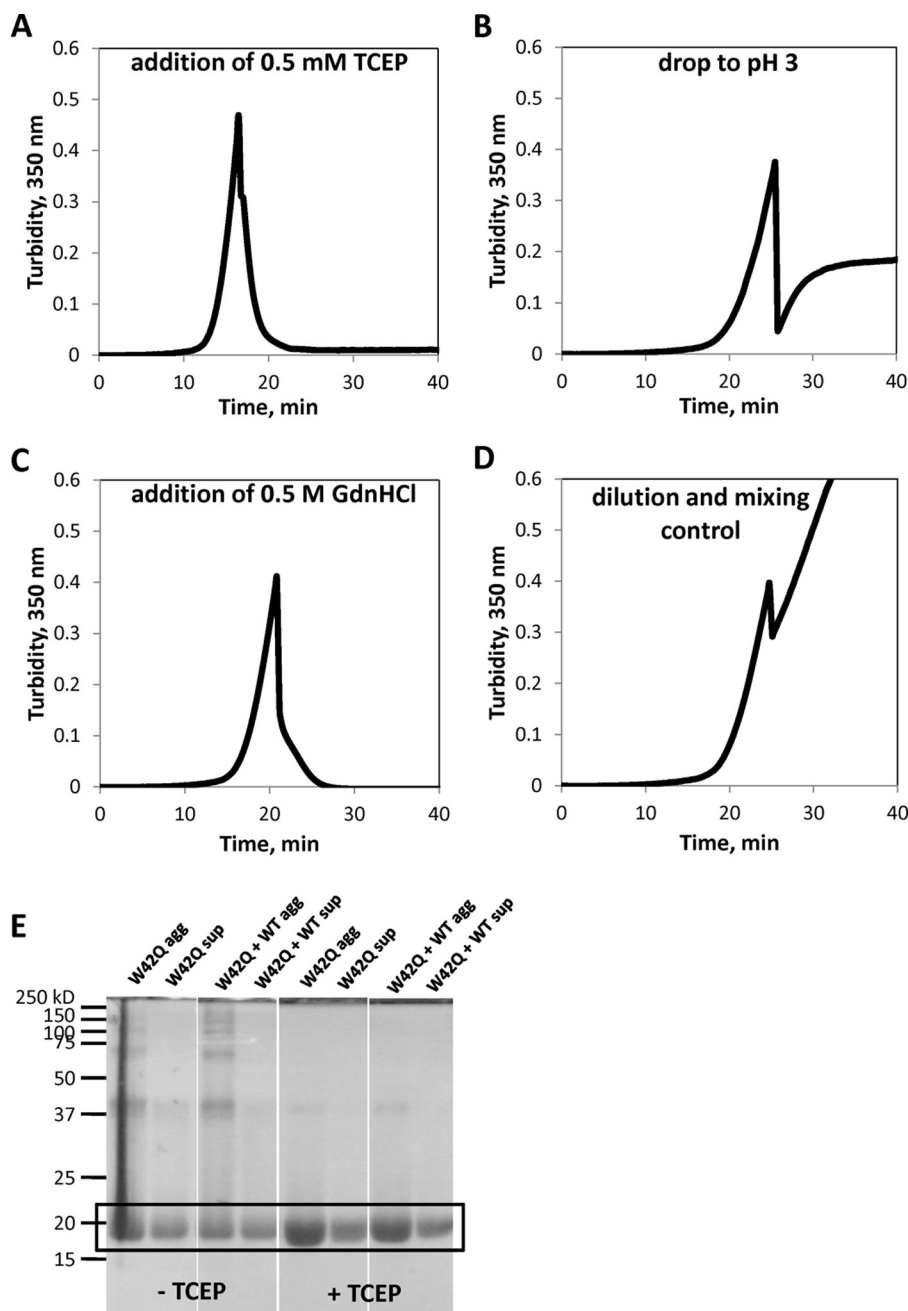 A
addition of 0.5 mM TCEP
Turbidity, 350 nm
0.6
0.5
0.4
0.3
0.2
0.1
0
0 10 20 30 40
Time, min
B
drop to pH 3
Turbidity, 350 nm
0.6
0.5
0.4
0.3
0.2
0.1
0
0 10 20 30 40
Time, min
C
addition of 0.5 M GdnHCl
Turbidity, 350 nm
0.6
0.5
0.4
0.3
0.2
0.1
0
0 10 20 30 40
Time, min
D
dilution and mixing
control
Turbidity, 350 nm
0.6
0.5
0.4
0.3
0.2
0.1
0
0 10 20 30 40
Time, min
E
W42Q agg
W42Q sup
W42Q + WT agg
W42Q + WT sup
W42Q agg
W42Q sup
W42Q + WT agg
W42Q + WT sup
250 kD
150
100
75
50
37
25
20
15
- TCEP
+ TCEP